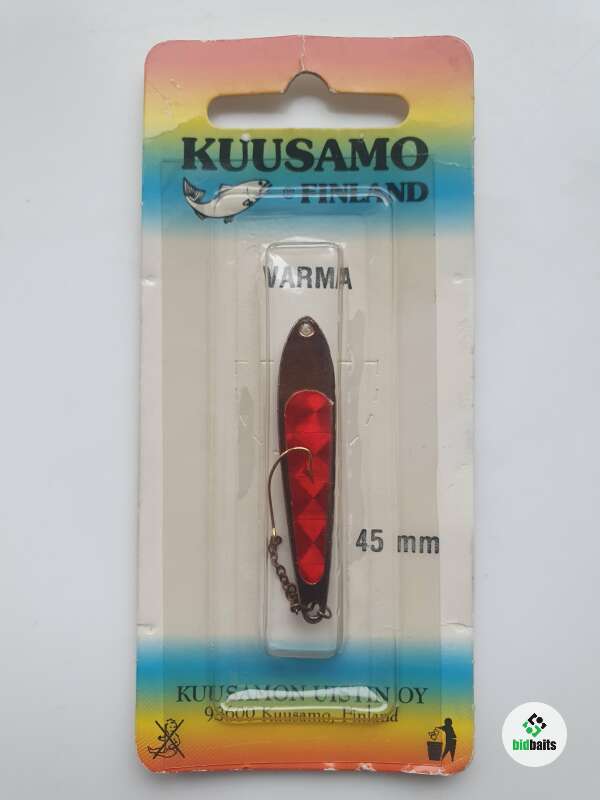 KUUSAMO
FINLAND
VARMA
45 mm
KUUSAMON UISTIN OY
93600 Kuusamo, Finland
bidbaits